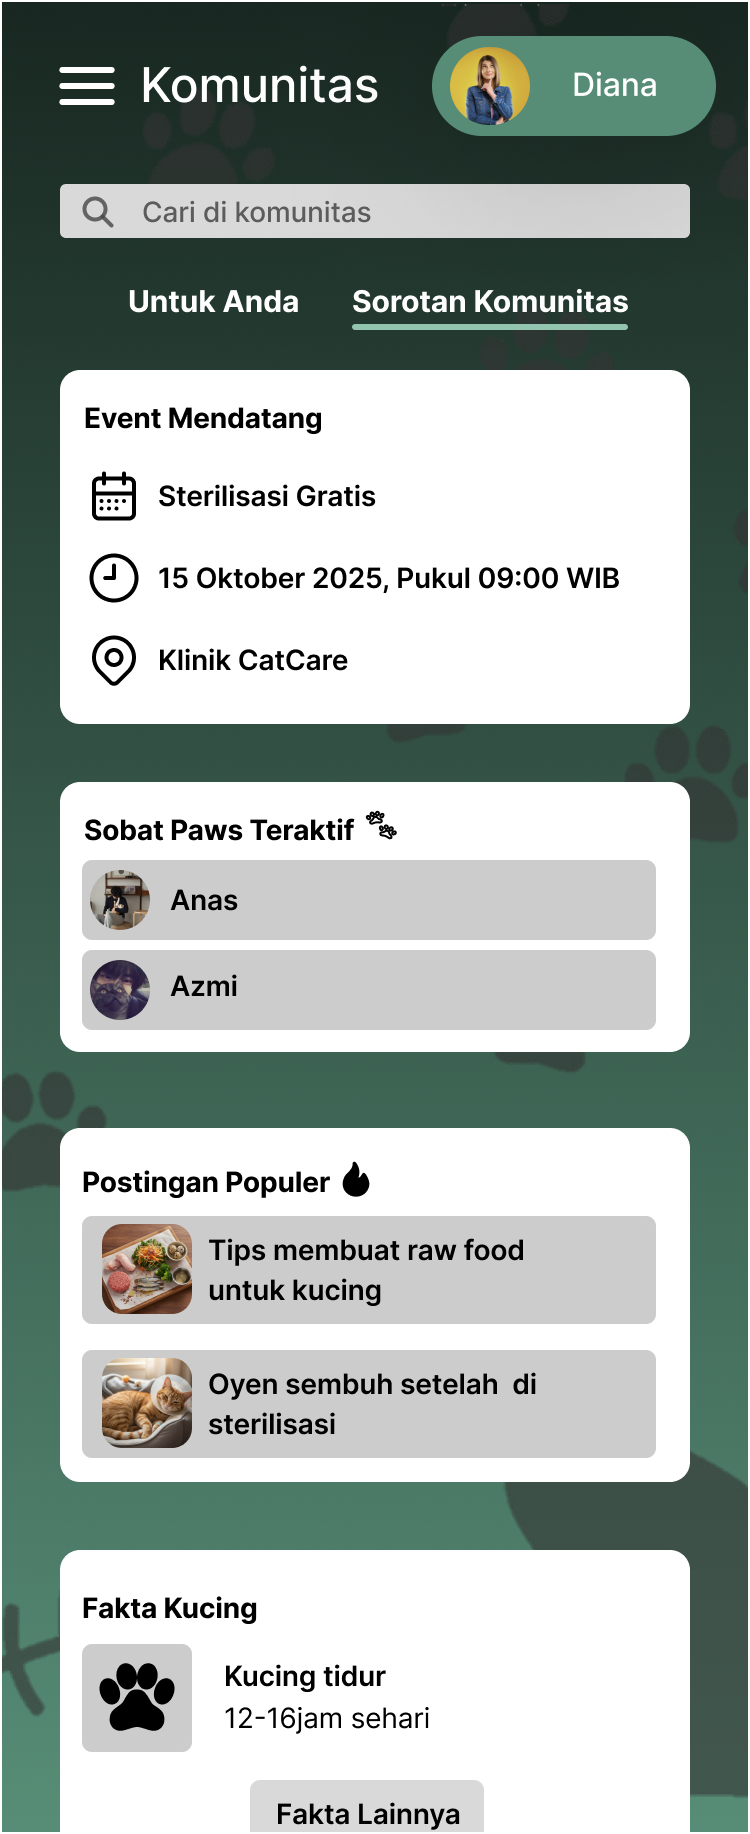 Komunitas
Diana
Cari di komunitas
Untuk Anda
Sorotan Komunitas
Event Mendatang
Sterilisasi Gratis
15 Oktober 2025, Pukul 09:00 WIB
Klinik CatCare
Sobat Paws Teraktif
Anas
Azmi
Postingan Populer
Tips membuat raw food
untuk kucing
Oyen sembuh setelah  di
sterilisasi
Fakta Kucing
Kucing tidur
12-16jam sehari
Fakta Lainnya